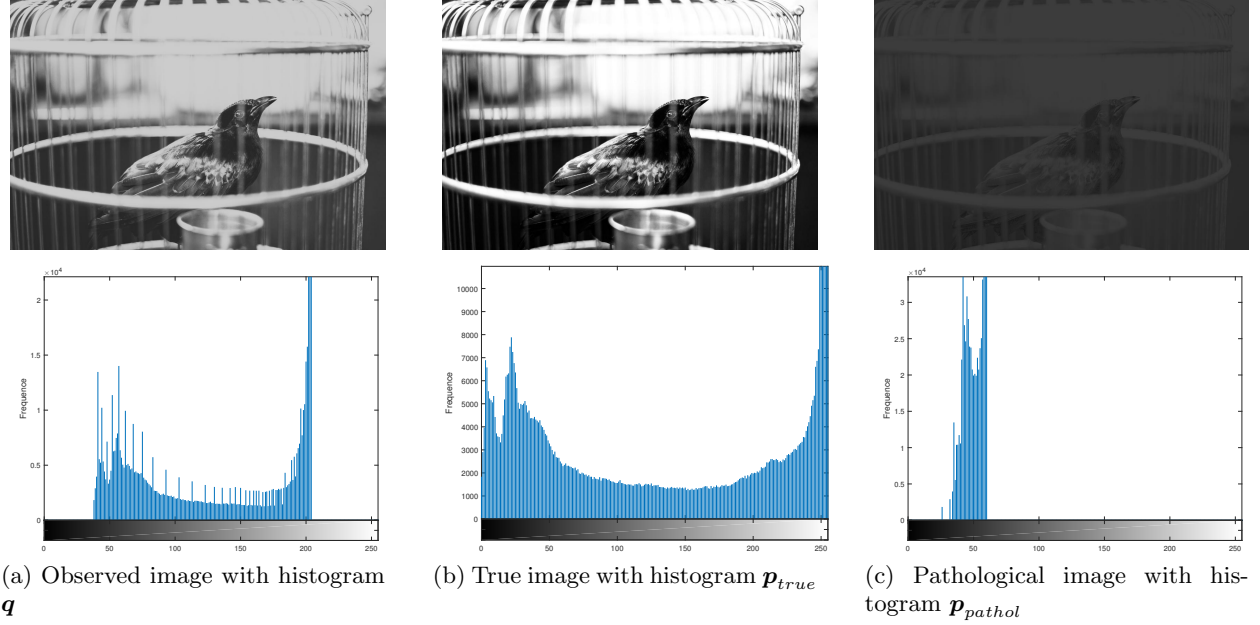 ×10⁴
2
1.5
1
0.5
0
Frequence
0 50 100 150 200 250
10000
9000
8000
7000
6000
5000
4000
3000
2000
1000
0
Frequence
0 50 100 150 200 250
×10⁴
3
2.5
2
1.5
1
0.5
0
Frequence
0 50 100 150 200 250
(a) Observed image with histogram
q
(b) True image with histogram p_true
(c) Pathological image with his-
togram p_pathol